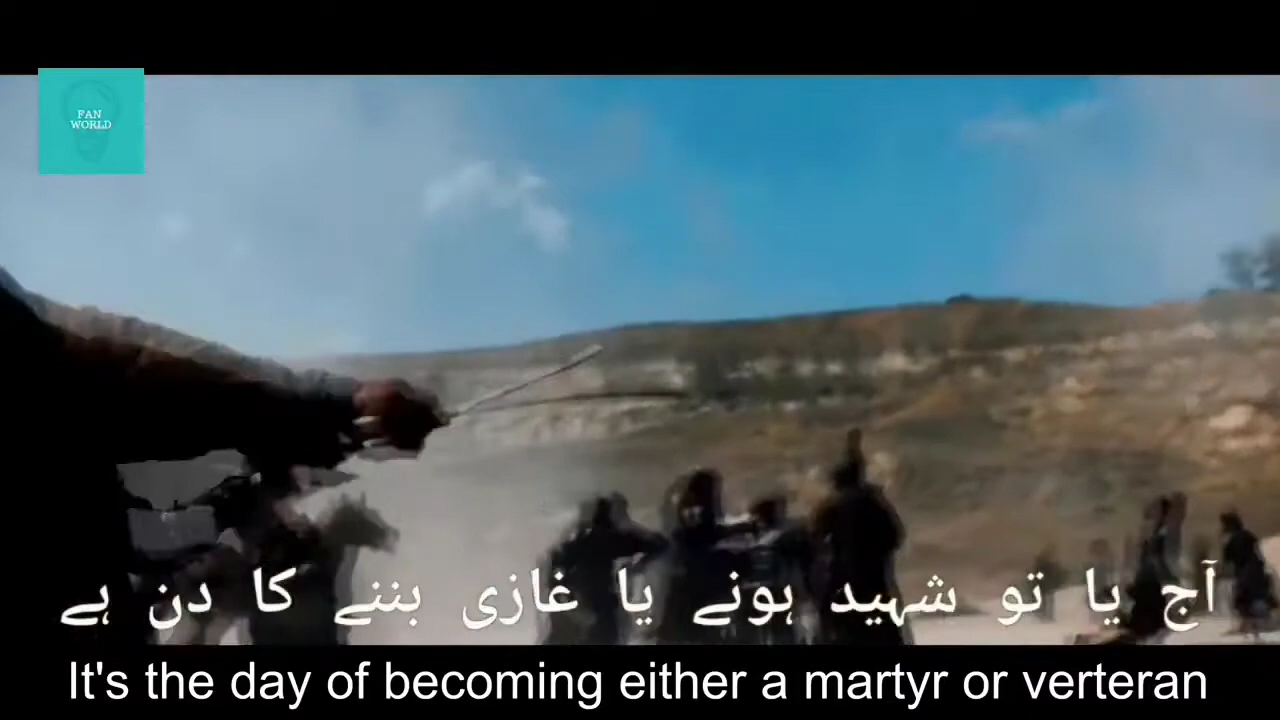 FAN
WORLD
آج یا تو شہید ہونے یا غازی بننے کا دن ہے
It's the day of becoming either a martyr or verteran